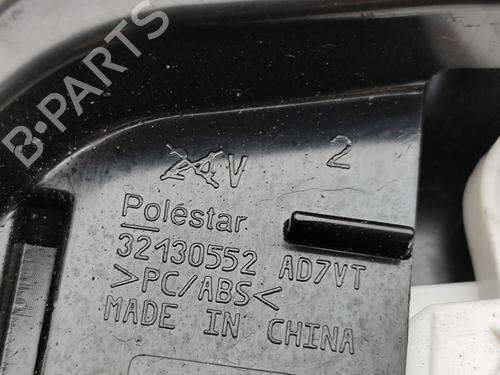 B-PARTS
24V 2
Polestar
32130552 AD7VT
>PC/ABS<
MADE IN CHINA